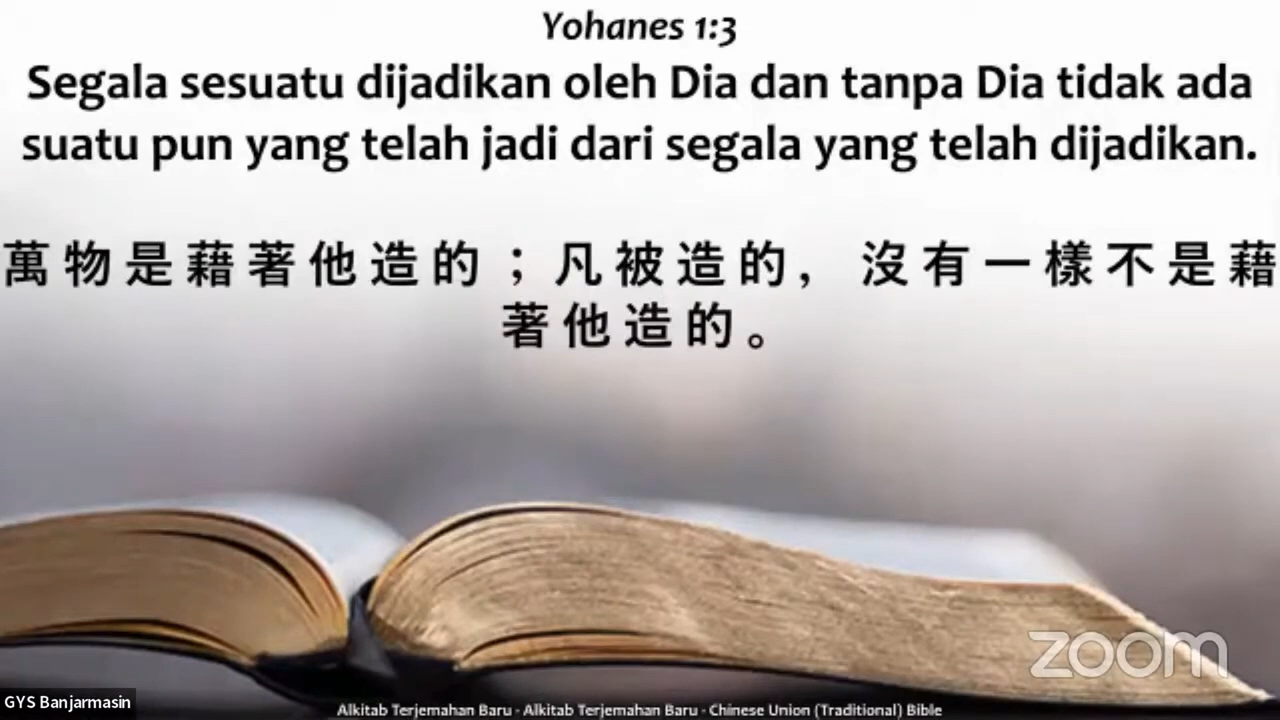 Yohanes 1:3
Segala sesuatu dijadikan oleh Dia dan tanpa Dia tidak ada
suatu pun yang telah jadi dari segala yang telah dijadikan.
萬物是藉著他造的；凡被造的，沒有一樣不是藉
著他造的。
zoom
GYS Banjarmasin
Alkitab Terjemahan Baru - Alkitab Terjemahan Baru - Chinese Union (Traditional) Bible